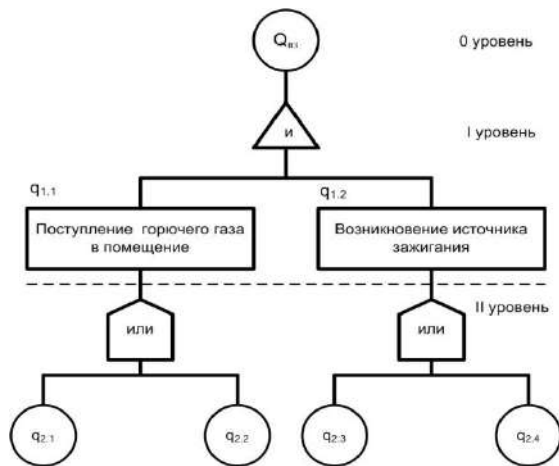 Qвз
0 уровень
и
I уровень
q1.1
q1.2
Поступление горючего газа
в помещение
Возникновение источника
зажигания
II уровень
или
или
q2.1
q2.2
q2.3
q2.4